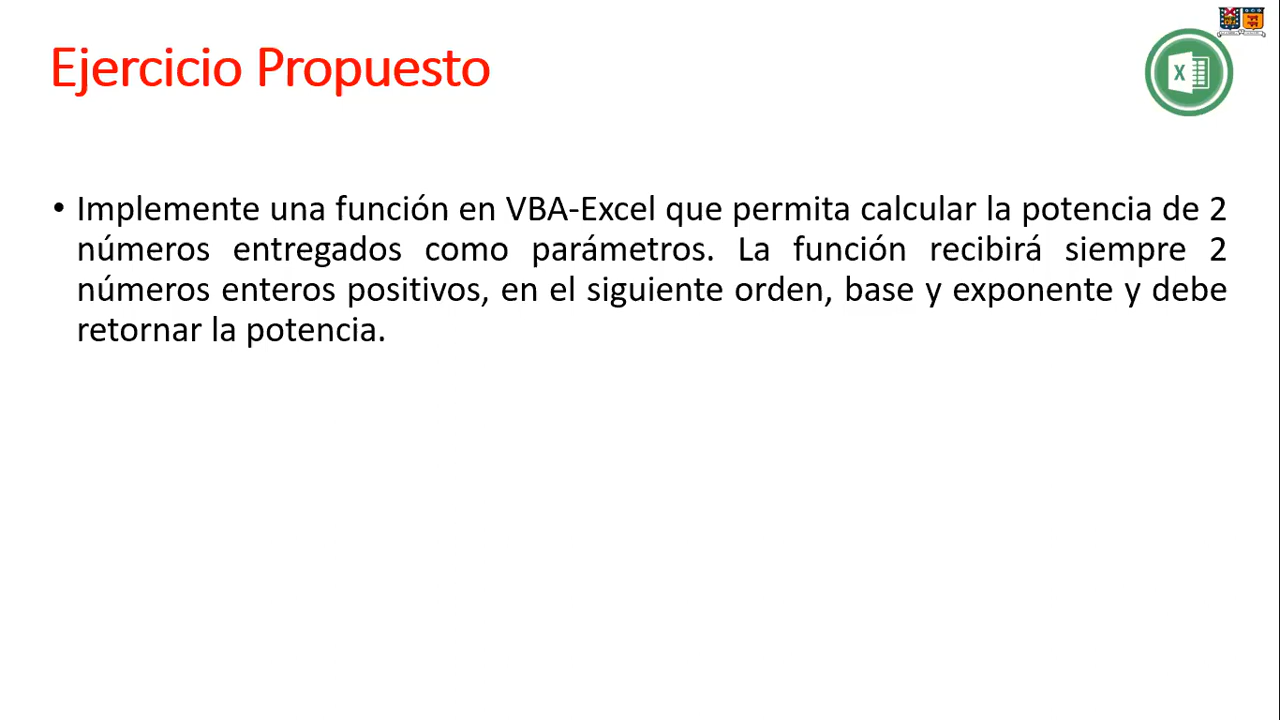 Ejercicio Propuesto
• Implemente una función en VBA-Excel que permita calcular la potencia de 2
números entregados como parámetros. La función recibirá siempre 2
números enteros positivos, en el siguiente orden, base y exponente y debe
retornar la potencia.